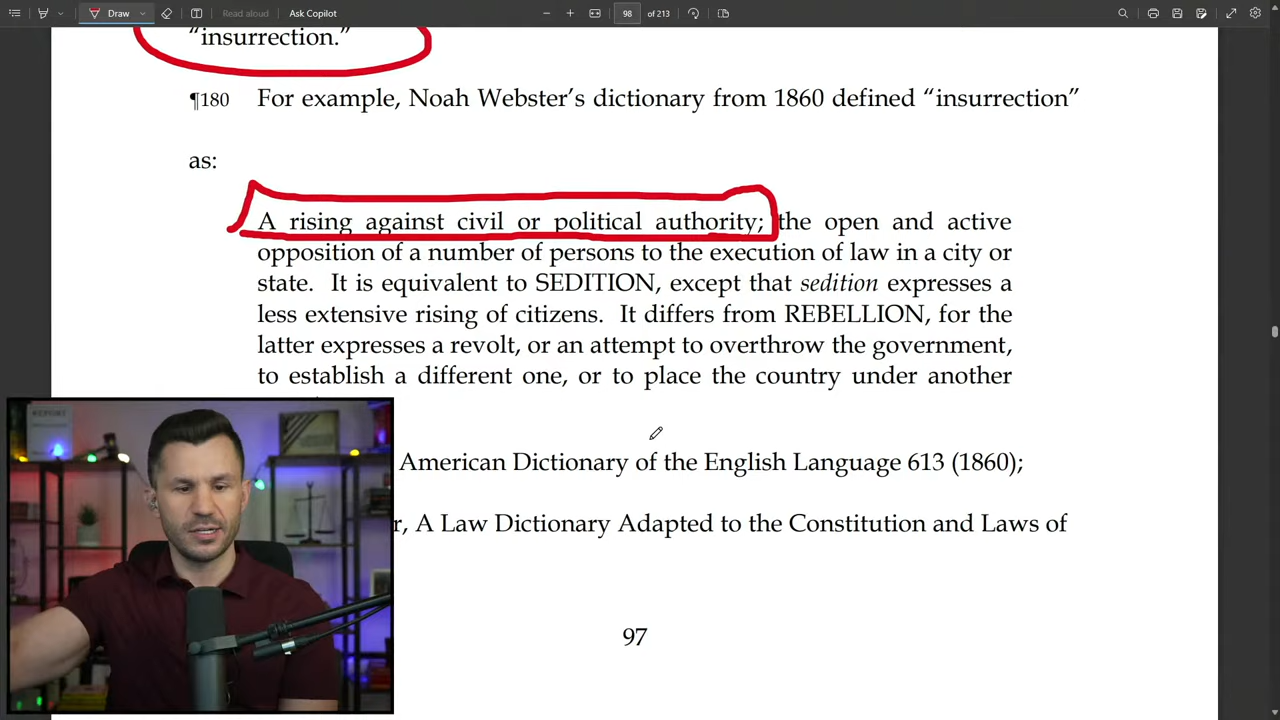 Draw
Read aloud
Ask Copilot
98 of 213
"insurrection."
¶180 For example, Noah Webster's dictionary from 1860 defined "insurrection"
as:
A rising against civil or political authority; the open and active
opposition of a number of persons to the execution of law in a city or
state. It is equivalent to SEDITION, except that sedition expresses a
less extensive rising of citizens. It differs from REBELLION, for the
latter expresses a revolt, or an attempt to overthrow the government,
to establish a different one, or to place the country under another
American Dictionary of the English Language 613 (1860);
r, A Law Dictionary Adapted to the Constitution and Laws of
97